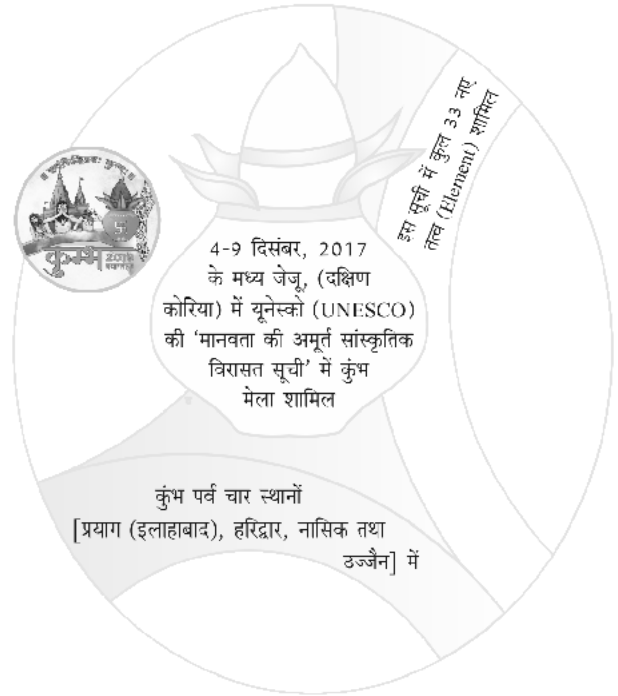 इस सूची में कुल 33 नए
तत्व (Element) शामिल
कुम्भ
4-9 दिसंबर, 2017
के मध्य जेजू, (दक्षिण
कोरिया) में यूनेस्को (UNESCO)
की ‘मानवता की अमूर्त सांस्कृतिक
विरासत सूची’ में कुंभ
मेला शामिल
कुंभ पर्व चार स्थानों
[प्रयाग (इलाहाबाद), हरिद्वार, नासिक तथा
उज्जैन] में